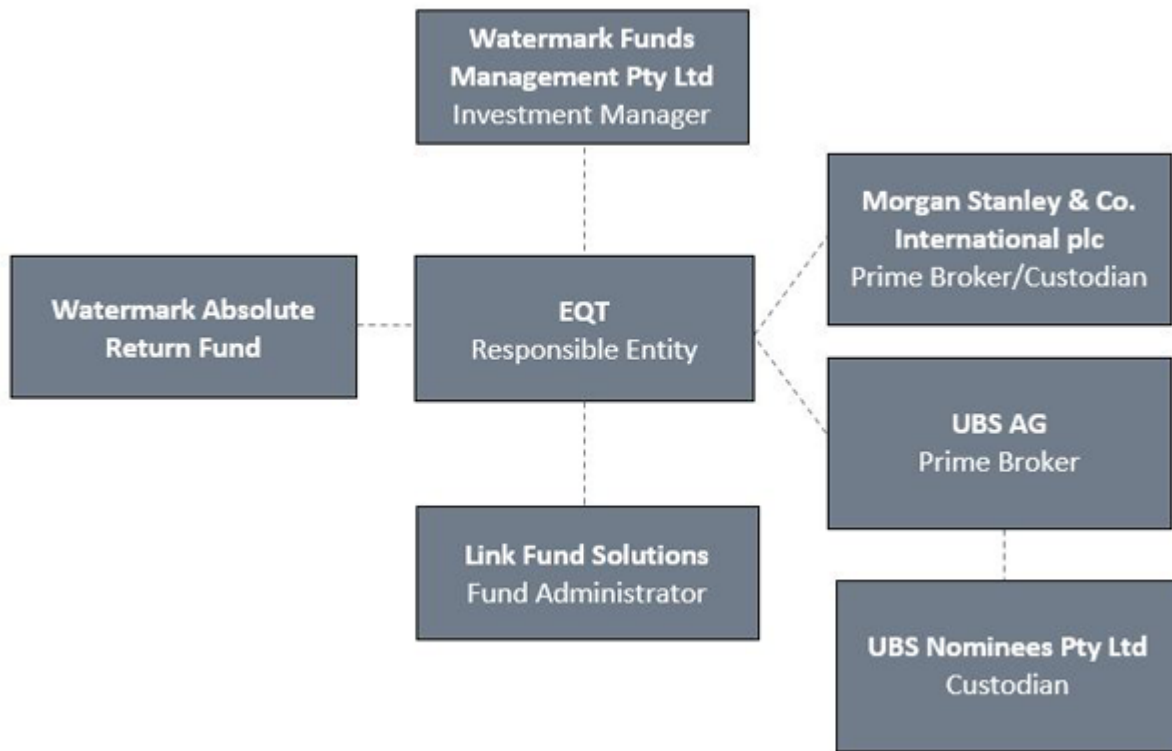 Watermark Funds
Management Pty Ltd
Investment Manager
Morgan Stanley & Co.
International plc
Prime Broker/Custodian
Watermark Absolute
Return Fund
EQT
Responsible Entity
UBS AG
Prime Broker
Link Fund Solutions
Fund Administrator
UBS Nominees Pty Ltd
Custodian